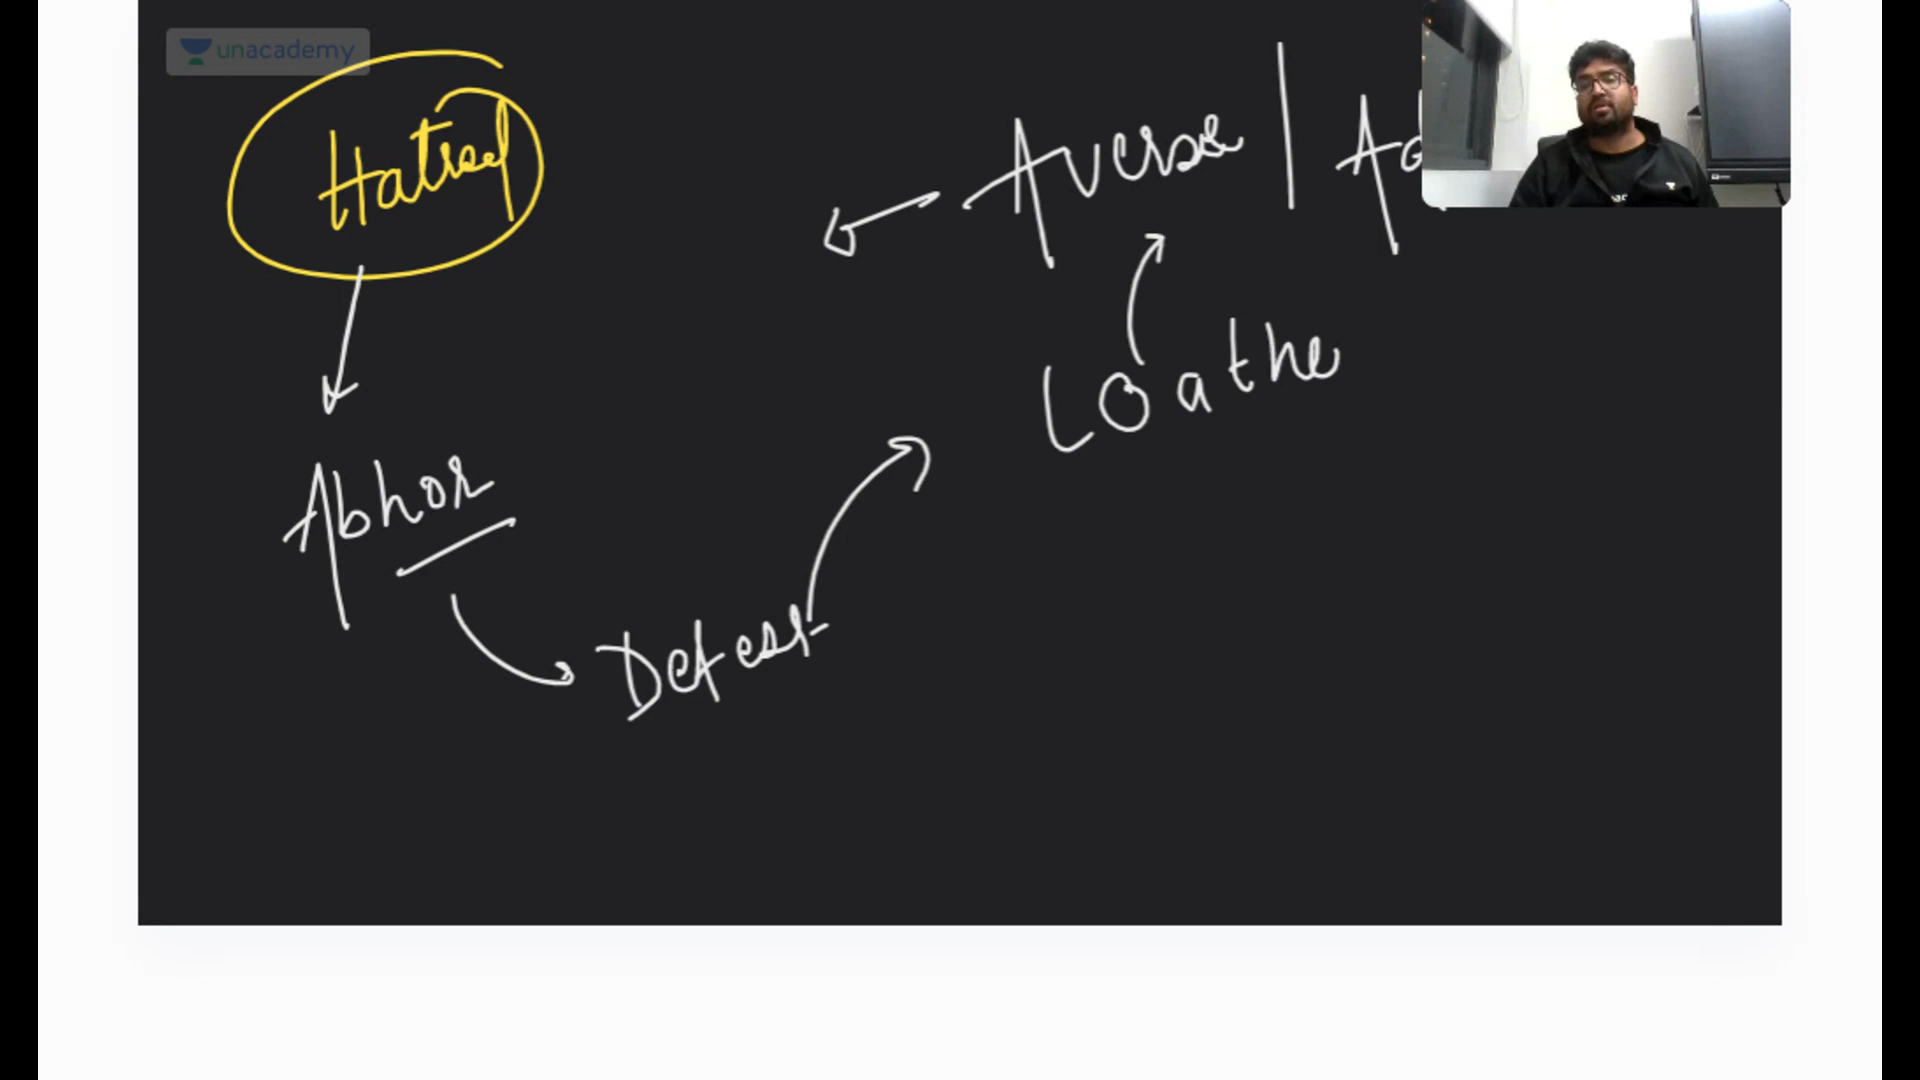 unacademy
Hatred
Averse |
Loathe
Abhor
Detest